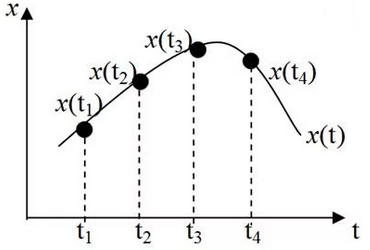 x
x(t₃)
x(t₂)
x(t₄)
x(t₁)
x(t)
t₁ t₂ t₃ t₄ t